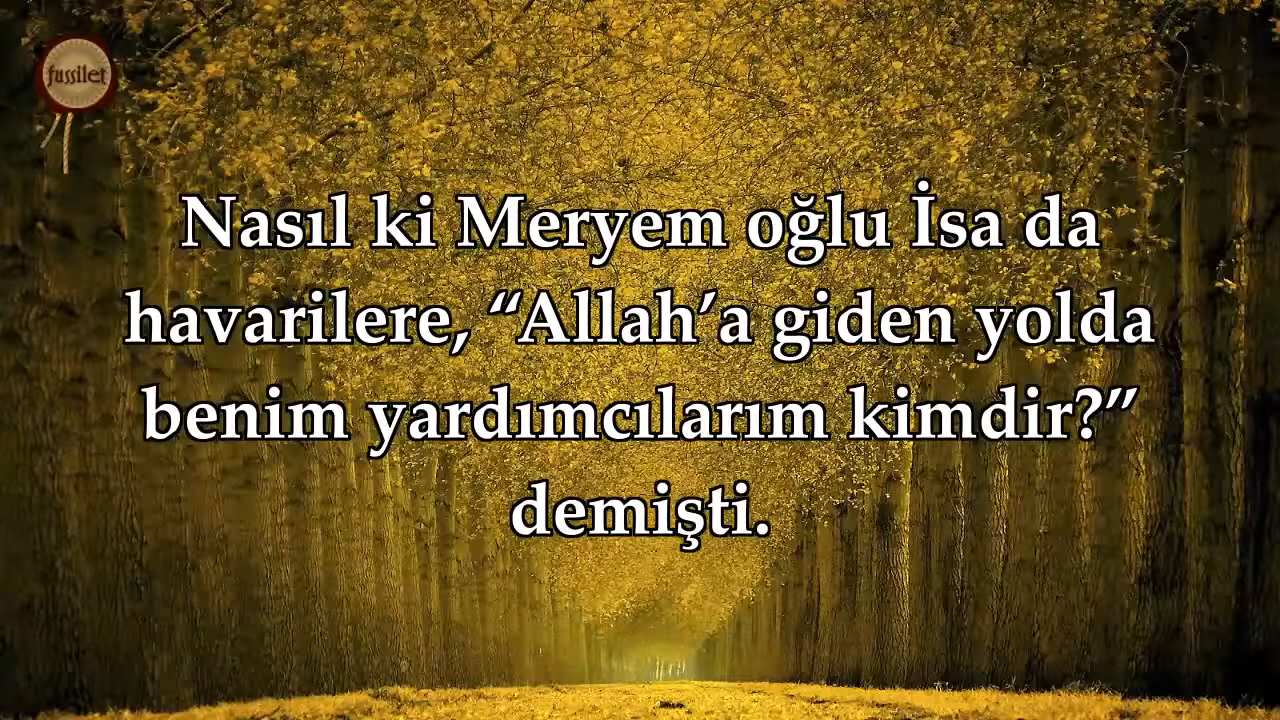 fussilet
Nasıl ki Meryem oğlu İsa da
havarilere, “Allah’a giden yolda
benim yardımcılarım kimdir?”
demişti.